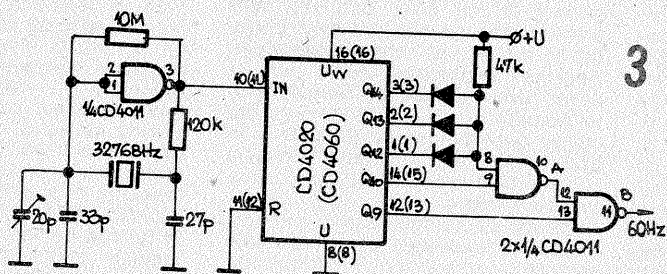 10M
2
1
3
1/4CD4011
120k
32768Hz
20p
33p
27p
10(11)
IN
11(12)
R
16(16)
Uw
CD4020
(CD4060)
U
8(8)
Q14
3(3)
Q13
2(2)
Q12
1(1)
Q10
14(15)
Q9
12(13)
+U
47k
8
9
10
A
12
13
11
B
60Hz
2x1/4CD4011
3